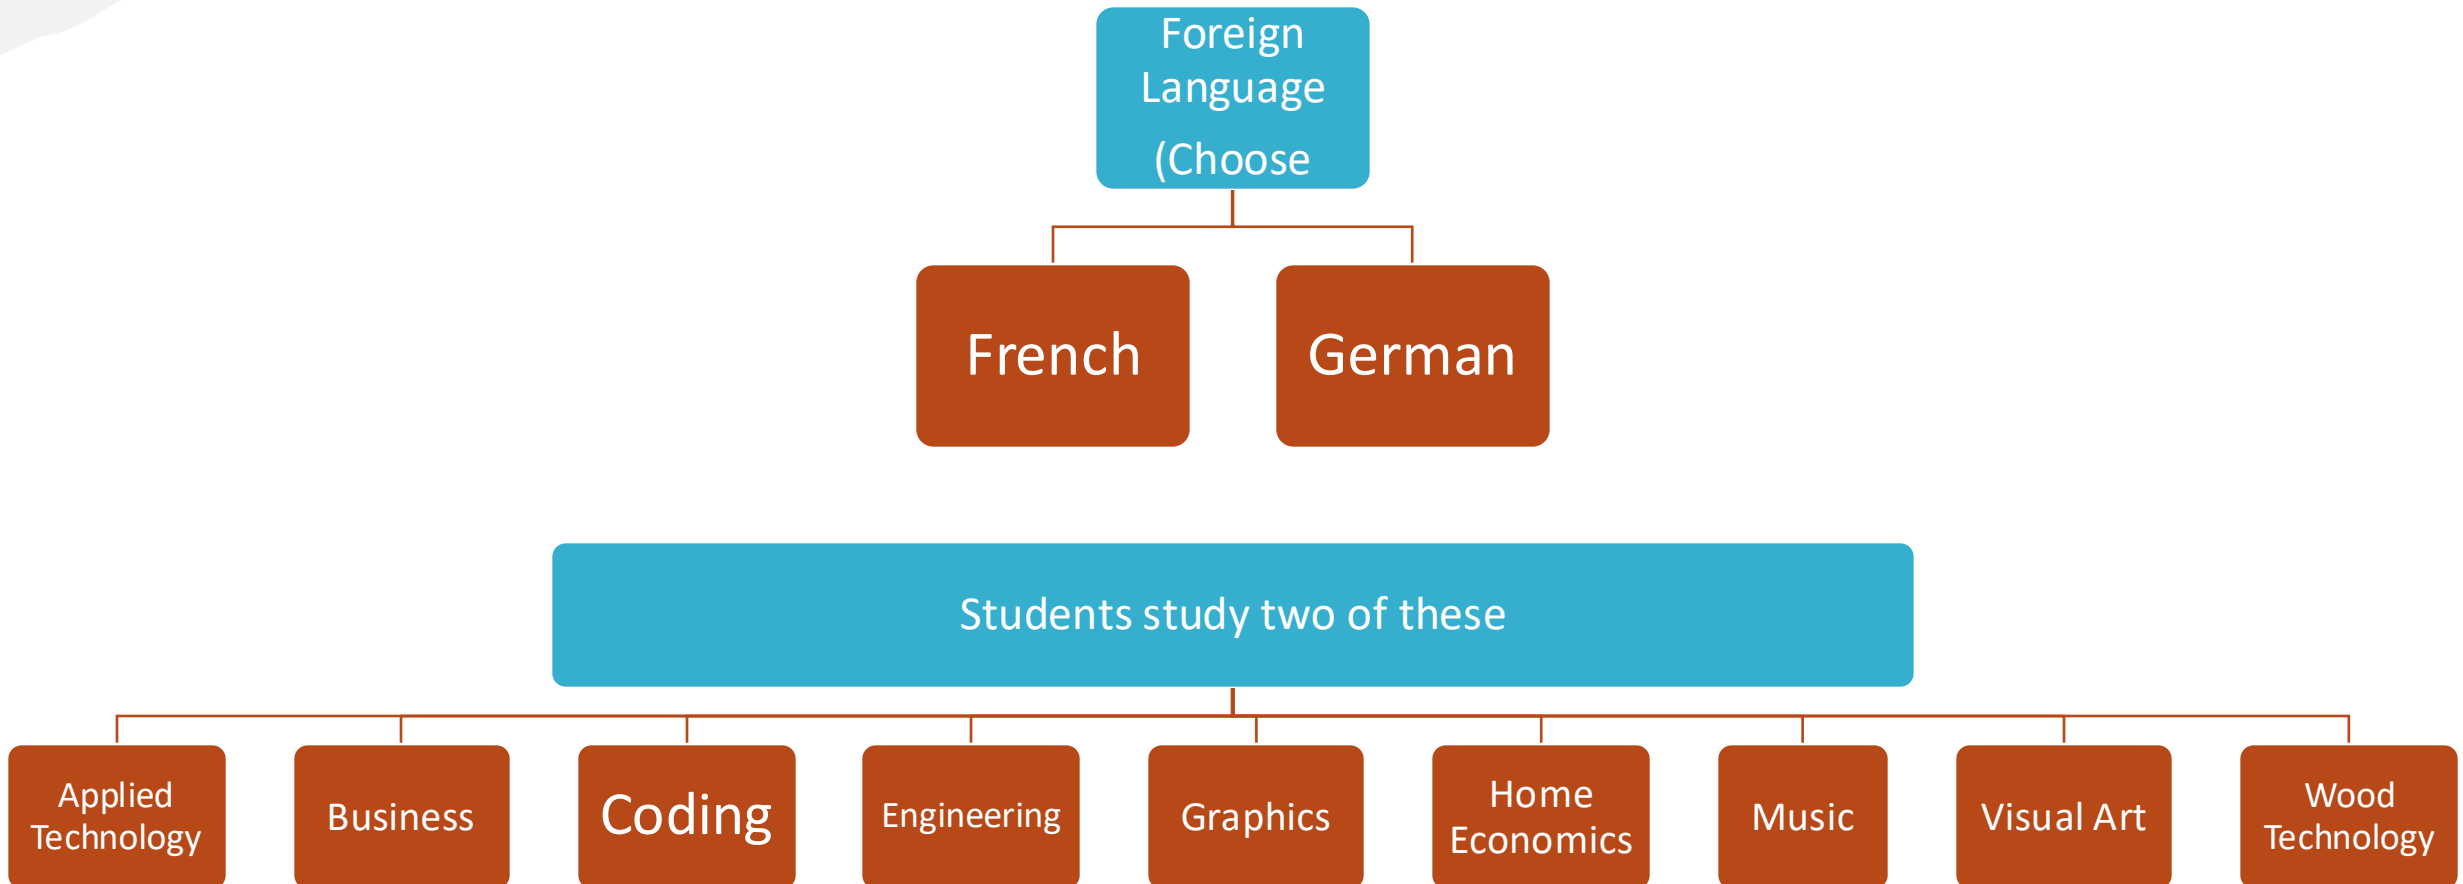 Foreign
Language
(Choose
French
German
Students study two of these
Applied
Technology
Business
Coding
Engineering
Graphics
Home
Economics
Music
Visual Art
Wood
Technology